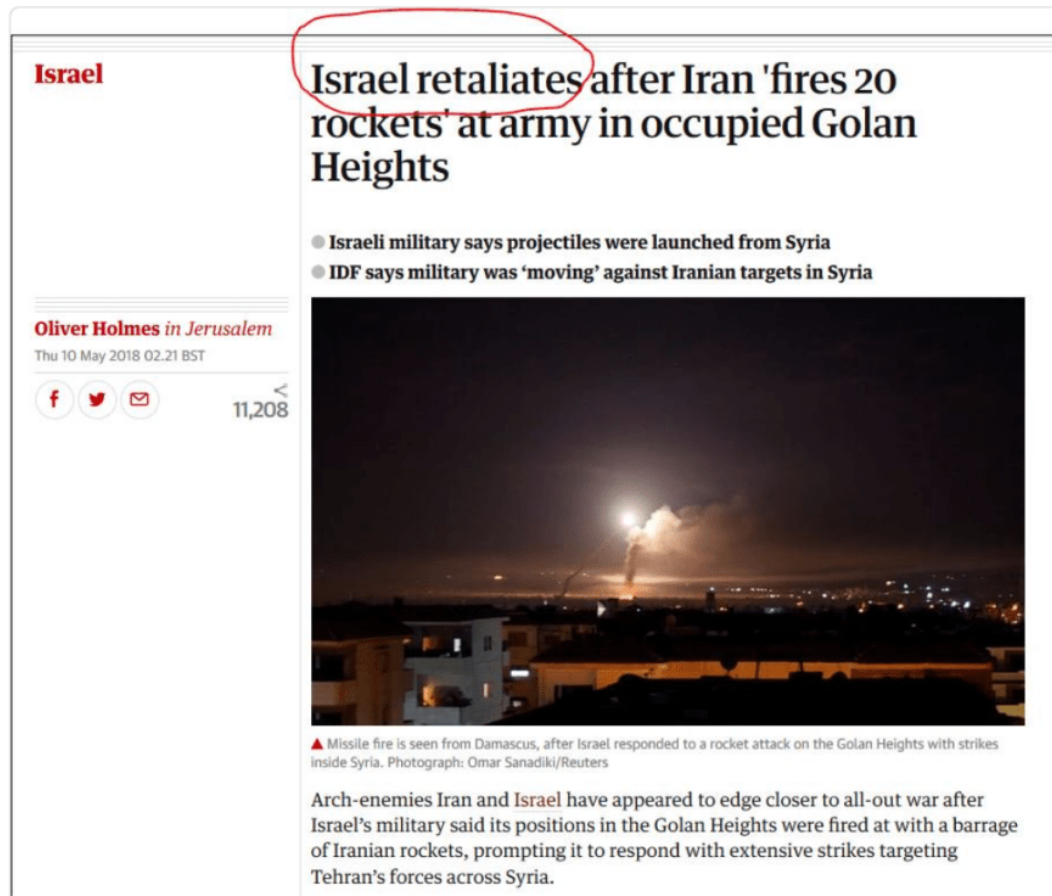 Israel
Israel retaliates after Iran 'fires 20
rockets' at army in occupied Golan
Heights
Israeli military says projectiles were launched from Syria
IDF says military was ‘moving’ against Iranian targets in Syria
Oliver Holmes in Jerusalem
Thu 10 May 2018 02.21 BST
11,208
Missile fire is seen from Damascus, after Israel responded to a rocket attack on the Golan Heights with strikes
inside Syria. Photograph: Omar Sanadiki/Reuters
Arch-enemies Iran and Israel have appeared to edge closer to all-out war after
Israel’s military said its positions in the Golan Heights were fired at with a barrage
of Iranian rockets, prompting it to respond with extensive strikes targeting
Tehran’s forces across Syria.